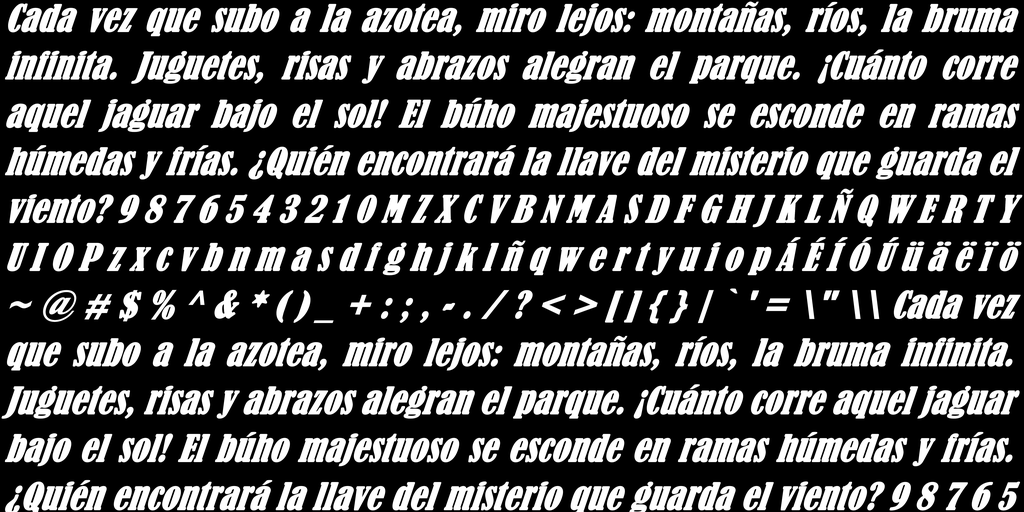 Cada vez que subo a la azotea, miro lejos: montañas, ríos, la bruma
infinita. Juguetes, risas y abrazos alegran el parque. ¡Cuánto corre
aquel jaguar bajo el sol! El búho majestuoso se esconde en ramas
húmedas y frías. ¿Quién encontrará la llave del misterio que guarda el
viento? 9 8 7 6 5 4 3 2 1 0 M Z X C V B N M A S D F G H J K L Ñ Q W E R T Y
U I O P z x c v b n m a s d f g h j k l ñ q w e r t y u i o p Á É Í Ó Ú ü ä ë ï ö
~ @ # $ % ^ & * ( ) _ + : ; , - . / ? < > [ ] { } | ` ' = \" \\ Cada vez
que subo a la azotea, miro lejos: montañas, ríos, la bruma infinita.
Juguetes, risas y abrazos alegran el parque. ¡Cuánto corre aquel jaguar
bajo el sol! El búho majestuoso se esconde en ramas húmedas y frías.
¿Quién encontrará la llave del misterio que guarda el viento? 9 8 7 6 5